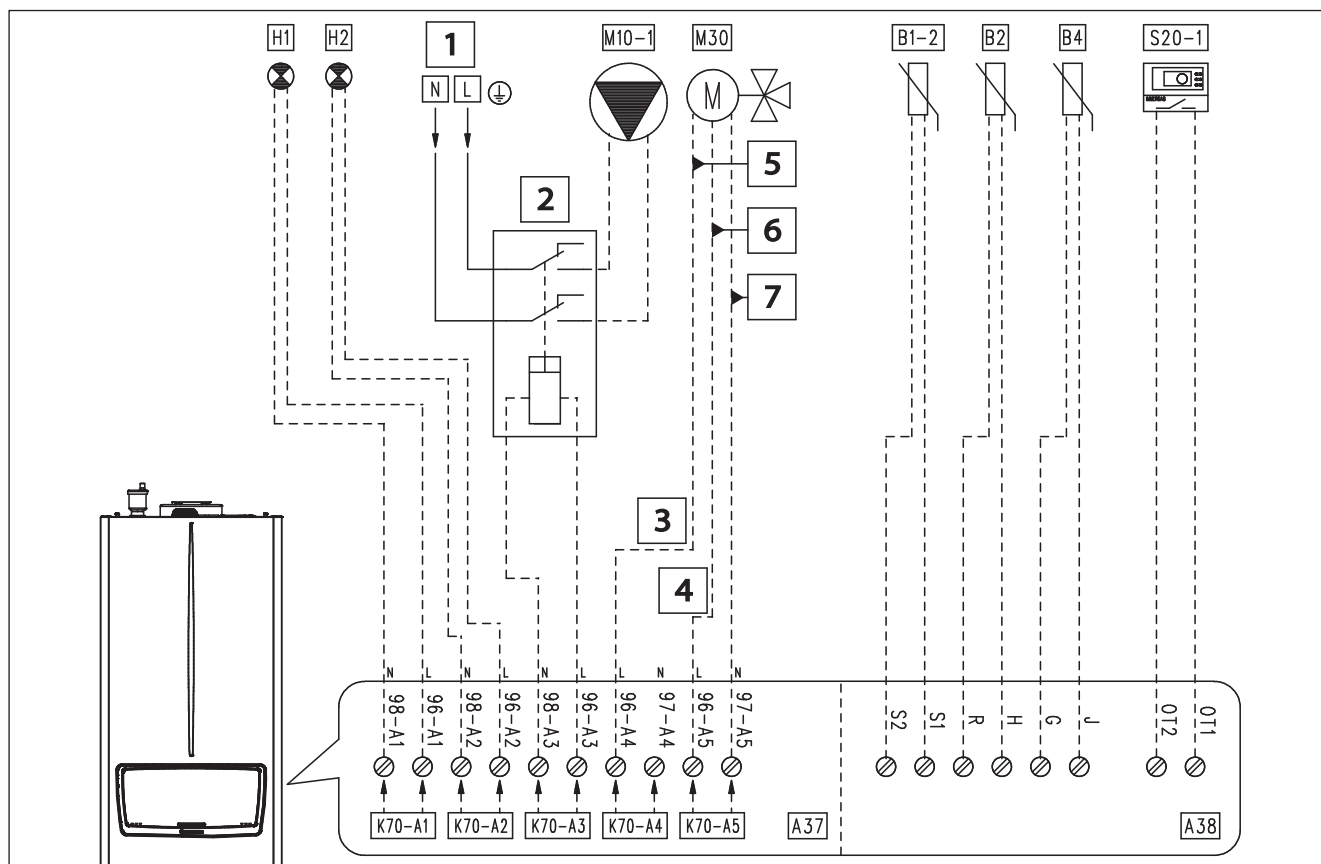 H1 H2 1 M10-1 M30 B1-2 B2 B4 S20-1
N L
5
2
6
7
3
4
N L N L N L L N L N
98-A1 96-A1 98-A2 96-A2 98-A3 96-A3 96-A4 97-A4 96-A5 97-A5 S2 S1 R H G J OT2 OT1
K70-A1 K70-A2 K70-A3 K70-A4 K70-A5 A37 A38